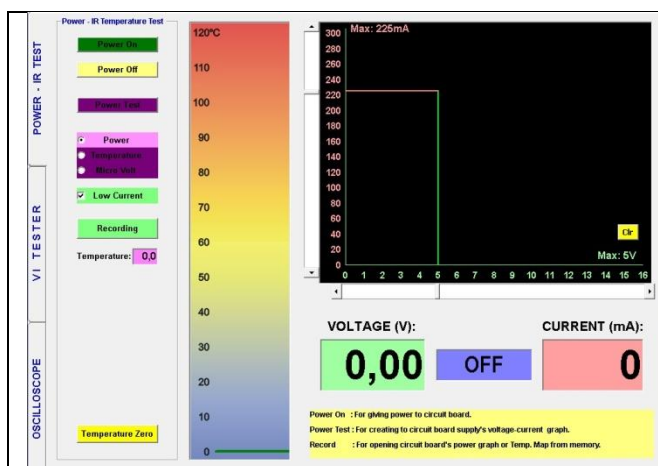 POWER - IR TEST
VI TESTER
OSCILLOSCOPE
Power - IR Temperature Test
Power On
Power Off
Power Test
Power
Temperature
Micro Volt
Low Current
Recording
Temperature: 0,0
Temperature Zero
120ºC
110
100
90
80
70
60
50
40
30
20
10
0
Max: 225mA
300
280
260
240
220
200
180
160
140
120
100
80
60
40
20
0
Clr
Max: 5V
0 1 2 3 4 5 6 7 8 9 10 11 12 13 14 15 16
VOLTAGE (V):
0,00
OFF
CURRENT (mA):
0
Power On : For giving power to circuit board.
Power Test : For creating to circuit board supply's voltage-current graph.
Record : For opening circuit board's power graph or Temp. Map from memory.